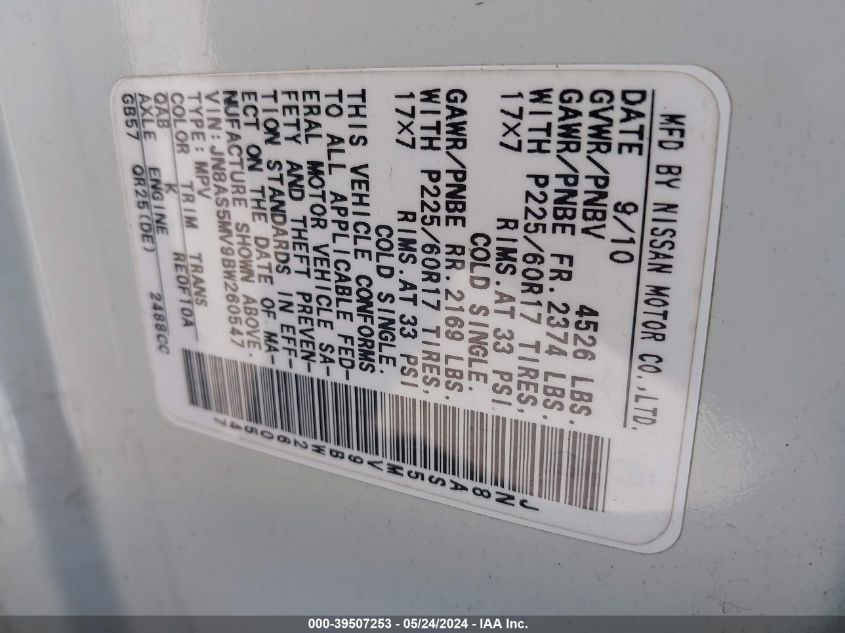 MFD BY NISSAN MOTOR CO.,LTD.
DATE 9/10
GVWR/PNBV 4526 LBS.
GAWR/PNBE FR. 2374 LBS.
WITH P225/60R17 TIRES,
17X7 RIMS.AT 33 PSI
COLD SINGLE.
GAWR/PNBE RR. 2169 LBS.
WITH P225/60R17 TIRES,
17X7 RIMS.AT 33 PSI
COLD SINGLE.
THIS VEHICLE CONFORMS
TO ALL APPLICABLE FED-
ERAL MOTOR VEHICLE SA-
FETY AND THEFT PREVEN-
TION STANDARDS IN EFF-
ECT ON THE DATE OF MA-
NUFACTURE SHOWN ABOVE.
VIN: JN8AS5MV9BW260547
TYPE: MPV
COLOR TRIM TRANS
QAB K RE0F10A
AXLE ENGINE
GB57 QR25(DE) 2488CC
JN8AS5MV9BW260547
000-39507253 - 05/24/2024 - IAA Inc.